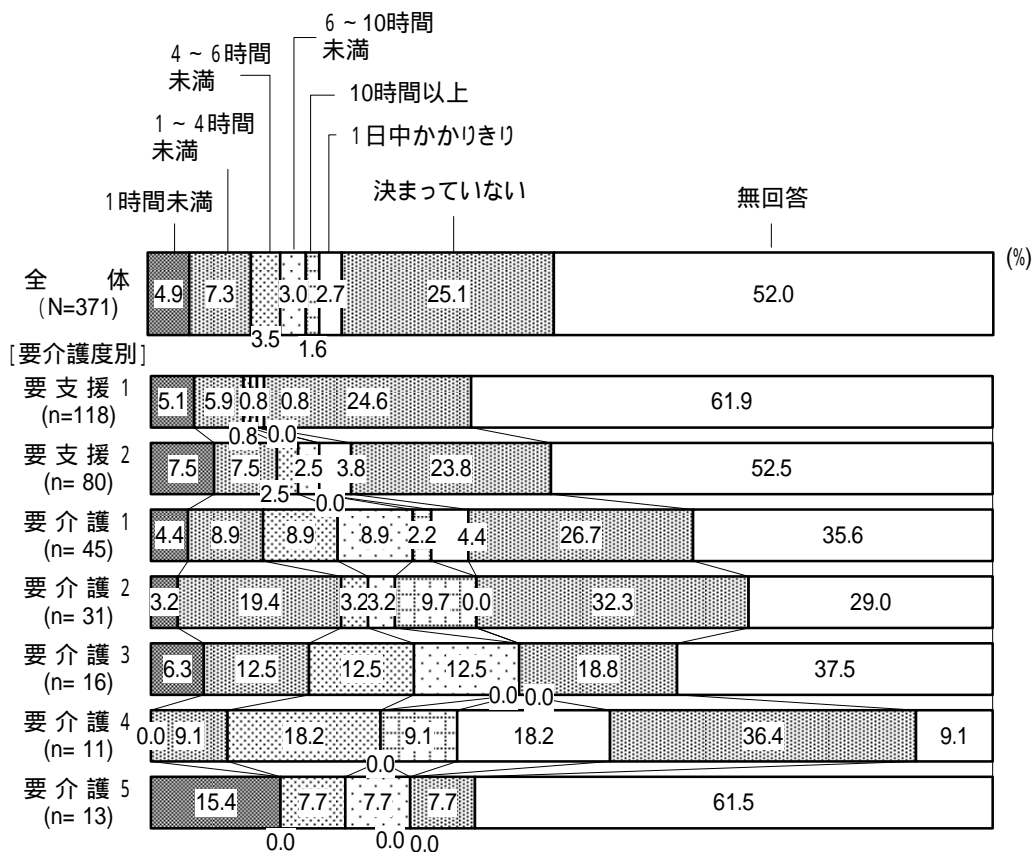 6～10時間
未満
4～6時間
未満
10時間以上
1～4時間
未満
1日中かかりきり
1時間未満
決まっていない
無回答
(%)
全　　体
(N=371)
4.9 7.3 3.0 2.7 25.1 52.0
3.5 1.6
[要介護度別]
要支援1
(n=118)
5.1 5.9 0.8 0.8 24.6 61.9
0.8 0.0
要支援2
(n= 80)
7.5 7.5 2.5 3.8 23.8 52.5
2.5 0.0
要介護1
(n= 45)
4.4 8.9 8.9 8.9 2.2 4.4 26.7 35.6
要介護2
(n= 31)
3.2 19.4 3.2 3.2 9.7 0.0 32.3 29.0
要介護3
(n= 16)
6.3 12.5 12.5 12.5 18.8 37.5
0.0 0.0
要介護4
(n= 11)
0.0 9.1 18.2 9.1 18.2 36.4 9.1
0.0
要介護5
(n= 13)
15.4 7.7 7.7 7.7 61.5
0.0 0.0 0.0